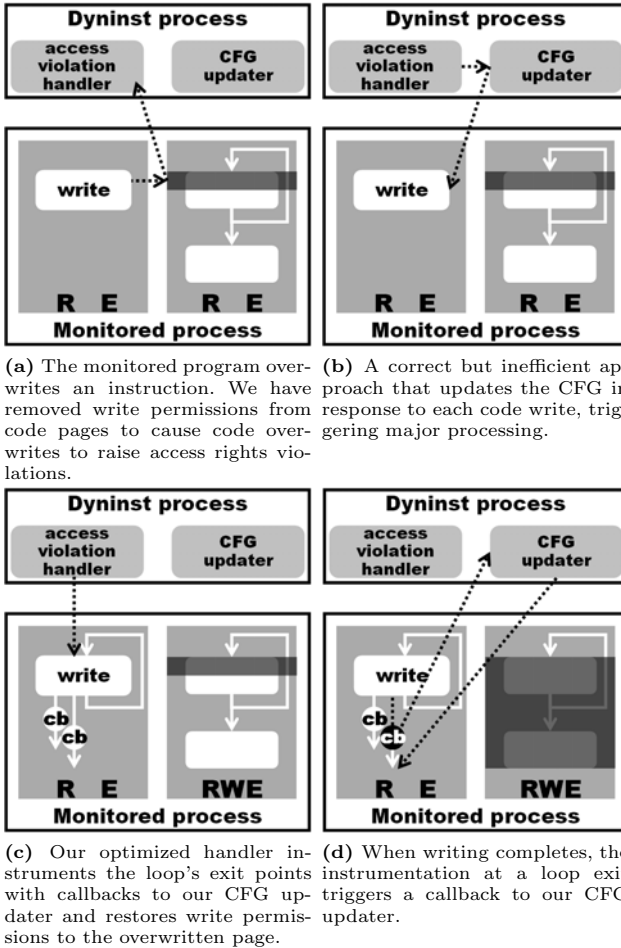 Dyninst process
access violation handler
CFG updater
write
R E
R E
Monitored process
Dyninst process
access violation handler
CFG updater
write
R E
R E
Monitored process
(a) The monitored program over-
writes an instruction. We have
removed write permissions from
code pages to cause code over-
writes to raise access rights vio-
lations.
(b) A correct but inefficient ap
proach that updates the CFG in
response to each code write, trig
gering major processing.
Dyninst process
access violation handler
CFG updater
write
cb
cb
R E
RWE
Monitored process
Dyninst process
access violation handler
CFG updater
write
cb
cb
R E
RWE
Monitored process
(c) Our optimized handler in-
struments the loop's exit points
with callbacks to our CFG up-
dater and restores write permis-
sions to the overwritten page.
(d) When writing completes, the
instrumentation at a loop exi
triggers a callback to our CFG
updater.